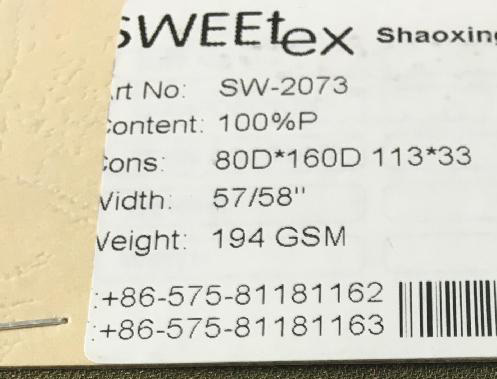 SWEEtex Shaoxing
Art No: SW-2073
Content: 100%P
Cons: 80D*160D 113*33
Width: 57/58"
Weight: 194 GSM
:+86-575-81181162
:+86-575-81181163